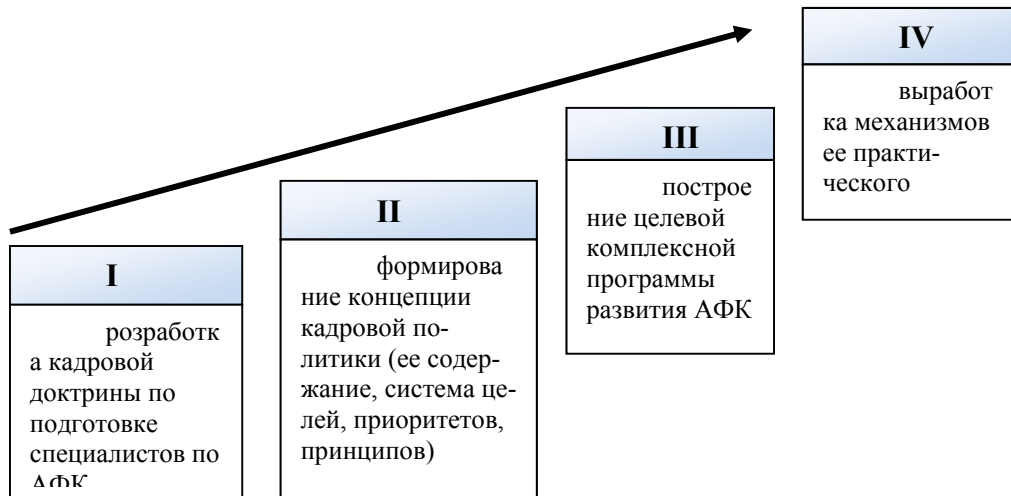 I
розработк
а кадровой
доктрины по
подготовке
специалистов по
АФК
II
формирова
ние концепции
кадровой по-
литики (ее содер-
жание, система це-
лей, приоритетов,
принципов)
III
построе
ние целевой
комплексной
программы
развития АФК
IV
выработ
ка механизмов
ее практи-
ческого